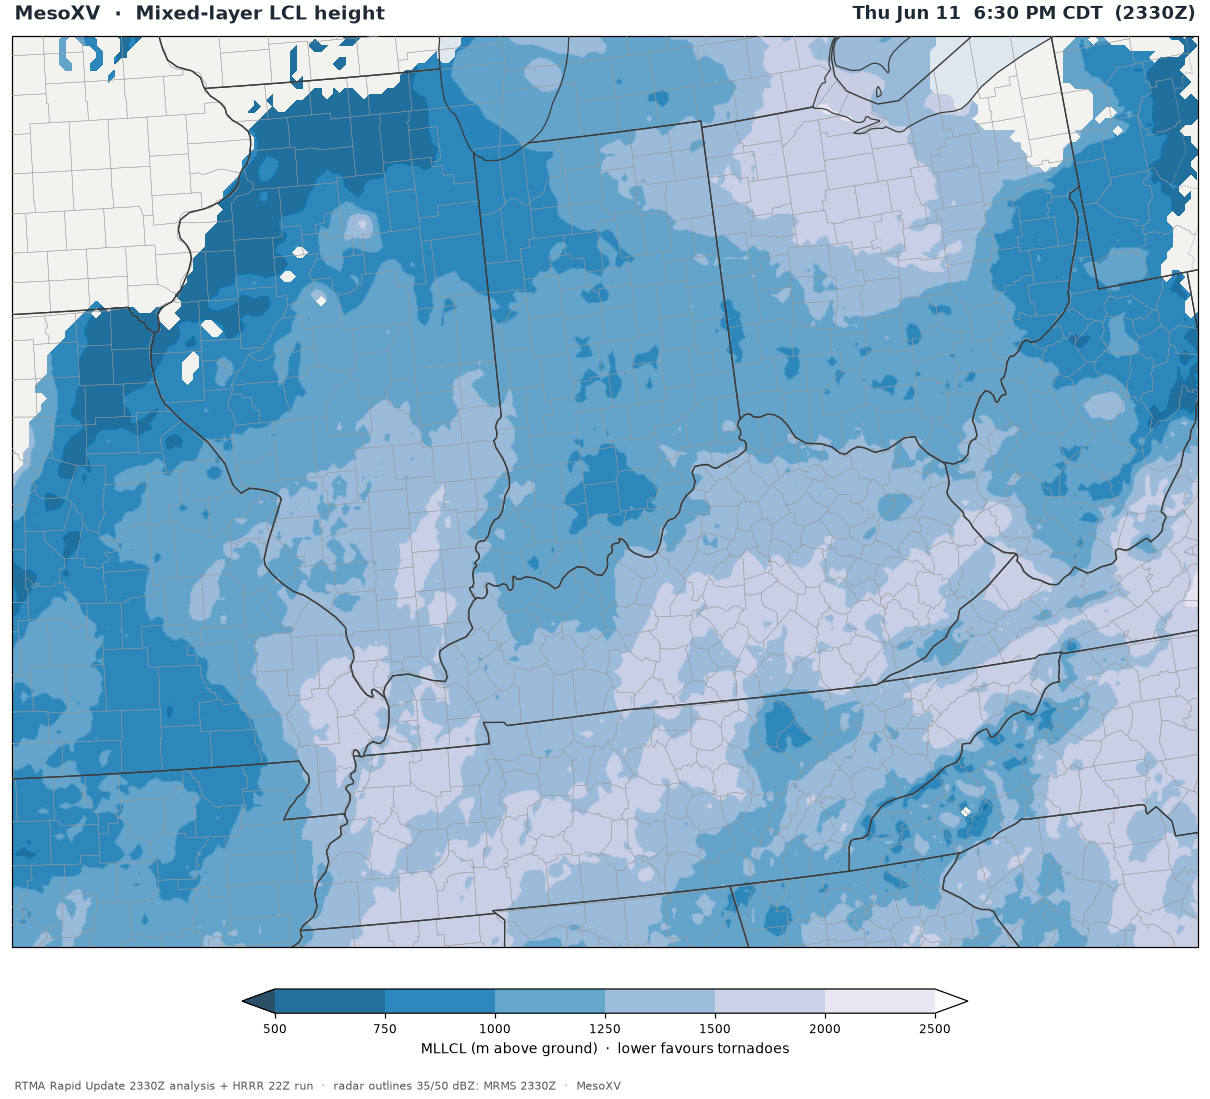 MesoXV · Mixed-layer LCL height
Thu Jun 11 6:30 PM CDT (2330Z)
500 750 1000 1250 1500 2000 2500
MLLCL (m above ground) · lower favours tornadoes
RTMA Rapid Update 2330Z analysis + HRRR 22Z run · radar outlines 35/50 dBZ: MRMS 2330Z · MesoXV